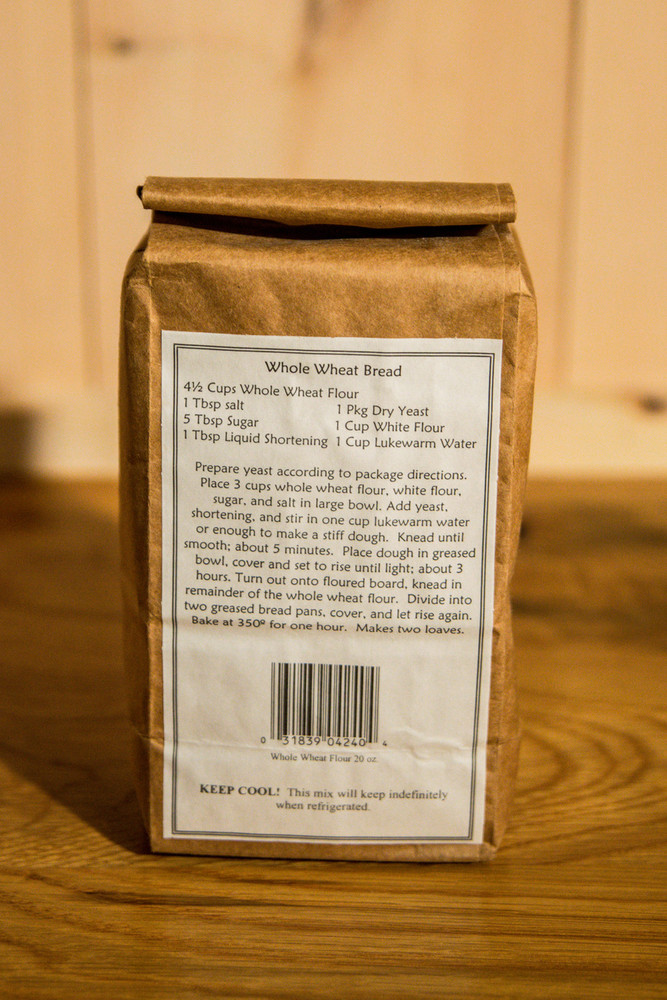 Whole Wheat Bread
4½ Cups Whole Wheat Flour
1 Tbsp salt 1 Pkg Dry Yeast
5 Tbsp Sugar 1 Cup White Flour
1 Tbsp Liquid Shortening 1 Cup Lukewarm Water
Prepare yeast according to package directions.
Place 3 cups whole wheat flour, white flour,
sugar, and salt in large bowl. Add yeast,
shortening, and stir in one cup lukewarm water
or enough to make a stiff dough. Knead until
smooth; about 5 minutes. Place dough in greased
bowl, cover and set to rise until light; about 3
hours. Turn out onto floured board, knead in
remainder of the whole wheat flour. Divide into
two greased bread pans, cover, and let rise again.
Bake at 350º for one hour. Makes two loaves.
0 31839 04240 4
Whole Wheat Flour 20 oz.
KEEP COOL! This mix will keep indefinitely
when refrigerated.